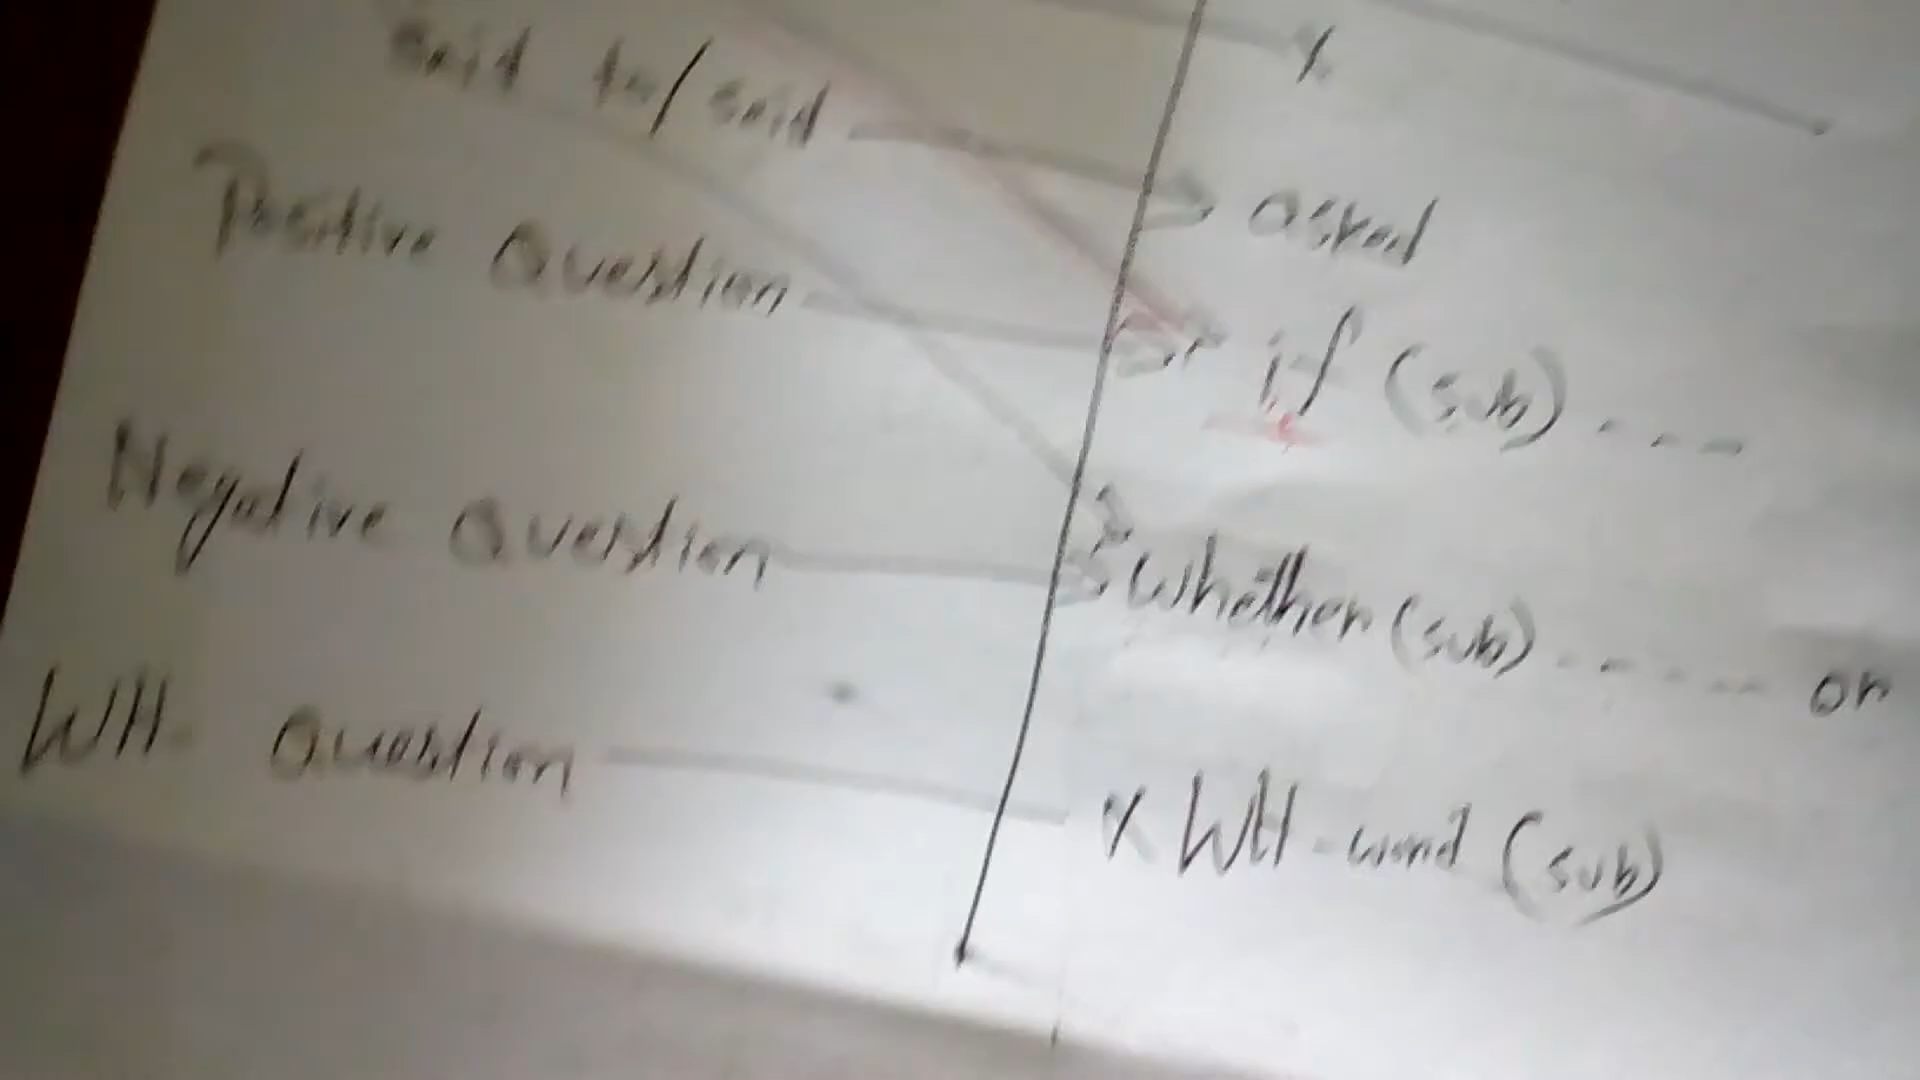 said to/said asked
Positive Question if (sub) ----
Negative Question Whether (sub) ------ or
WH- Question X WH-word (sub)